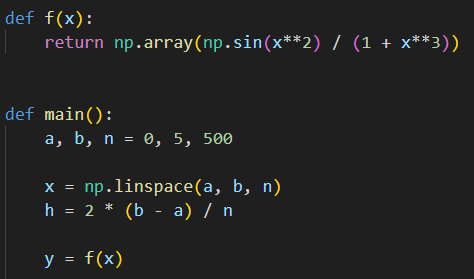 def f(x):
    return np.array(np.sin(x**2) / (1 + x**3))
def main():
    a, b, n = 0, 5, 500
    x = np.linspace(a, b, n)
    h = 2 * (b - a) / n
    y = f(x)